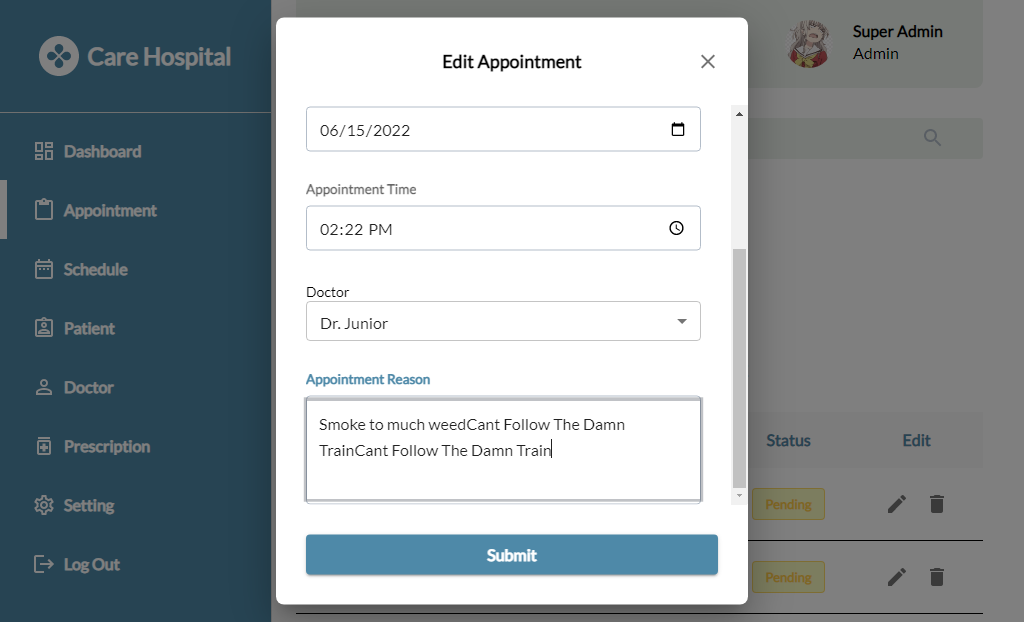 Care Hospital
Dashboard
Appointment
Schedule
Patient
Doctor
Prescription
Setting
Log Out
Edit Appointment
06/15/2022
Appointment Time
02:22 PM
Doctor
Dr. Junior
Appointment Reason
Smoke to much weedCant Follow The Damn
TrainCant Follow The Damn Train
Submit
Super Admin
Admin
Status Edit
Pending
Pending